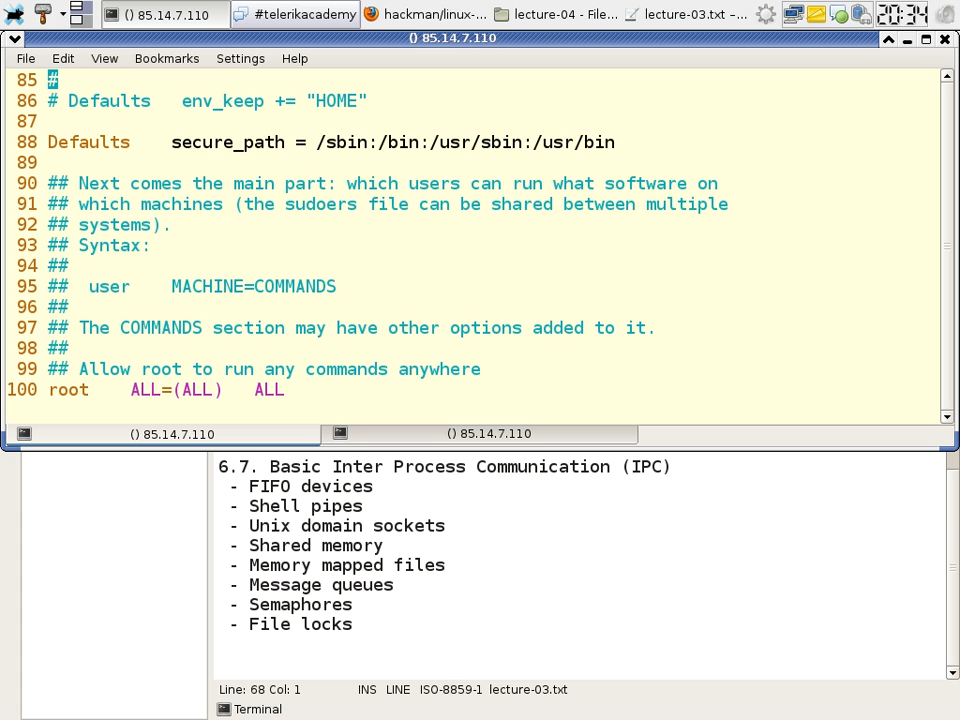 () 85.14.7.110
#telerikacademy
hackman/linux-...
lecture-04 - File...
lecture-03.txt –...
20:34
() 85.14.7.110
File Edit View Bookmarks Settings Help
85 #
86 # Defaults   env_keep += "HOME"
87
88 Defaults    secure_path = /sbin:/bin:/usr/sbin:/usr/bin
89
90 ## Next comes the main part: which users can run what software on
91 ## which machines (the sudoers file can be shared between multiple
92 ## systems).
93 ## Syntax:
94 ##
95 ##  user    MACHINE=COMMANDS
96 ##
97 ## The COMMANDS section may have other options added to it.
98 ##
99 ## Allow root to run any commands anywhere
100 root    ALL=(ALL)   ALL
() 85.14.7.110
() 85.14.7.110
6.7. Basic Inter Process Communication (IPC)
- FIFO devices
- Shell pipes
- Unix domain sockets
- Shared memory
- Memory mapped files
- Message queues
- Semaphores
- File locks
Line: 68 Col: 1 INS LINE ISO-8859-1 lecture-03.txt
Terminal